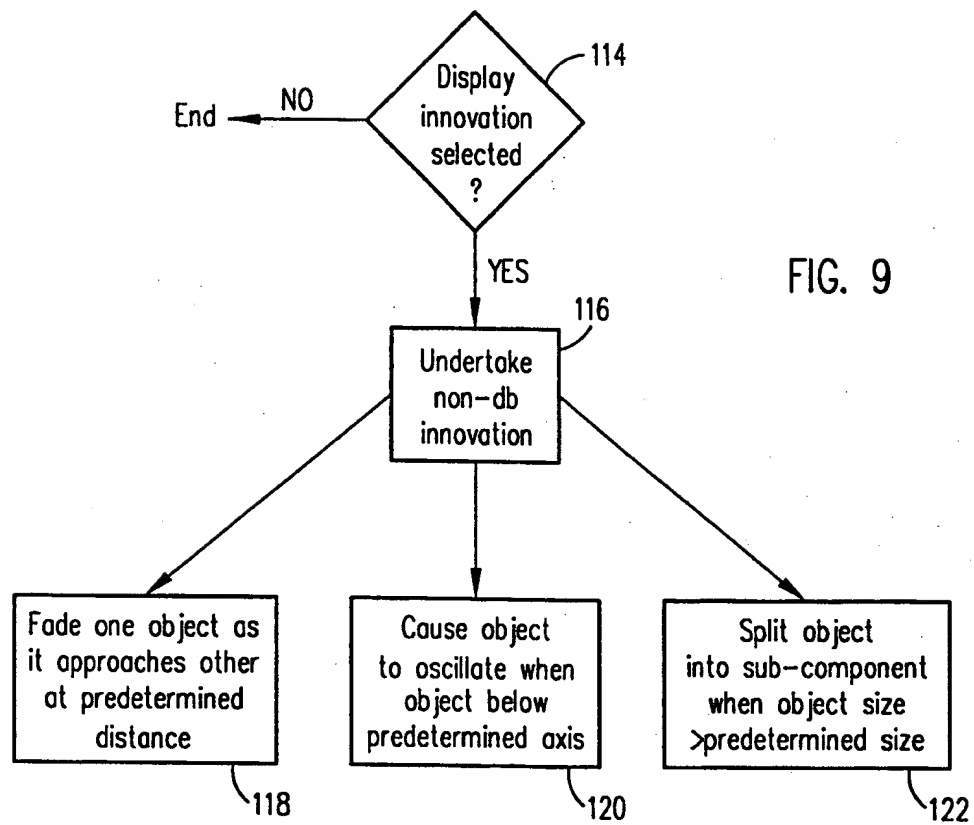 114
Display
innovation
selected
?
NO
End
YES
FIG. 9
116
Undertake
non-db
innovation
Fade one object as
it approaches other
at predetermined
distance
118
Cause object
to oscillate when
object below
predetermined axis
120
Split object
into sub-component
when object size
>predetermined size
122